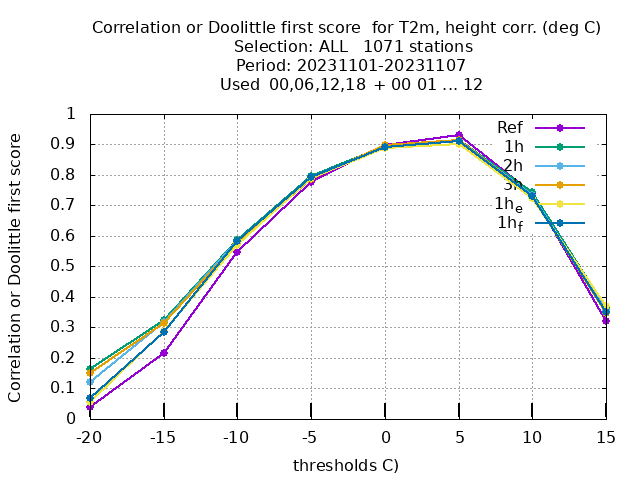 Correlation or Doolittle first score  for T2m, height corr. (deg C)
Selection: ALL   1071 stations
Period: 20231101-20231107
Used  00,06,12,18 + 00 01 ... 12
Correlation or Doolittle first score
1
0.9
0.8
0.7
0.6
0.5
0.4
0.3
0.2
0.1
0
Ref
1h
2h
3h
1he
1hf
-20
-15
-10
-5
0
5
10
15
thresholds C)